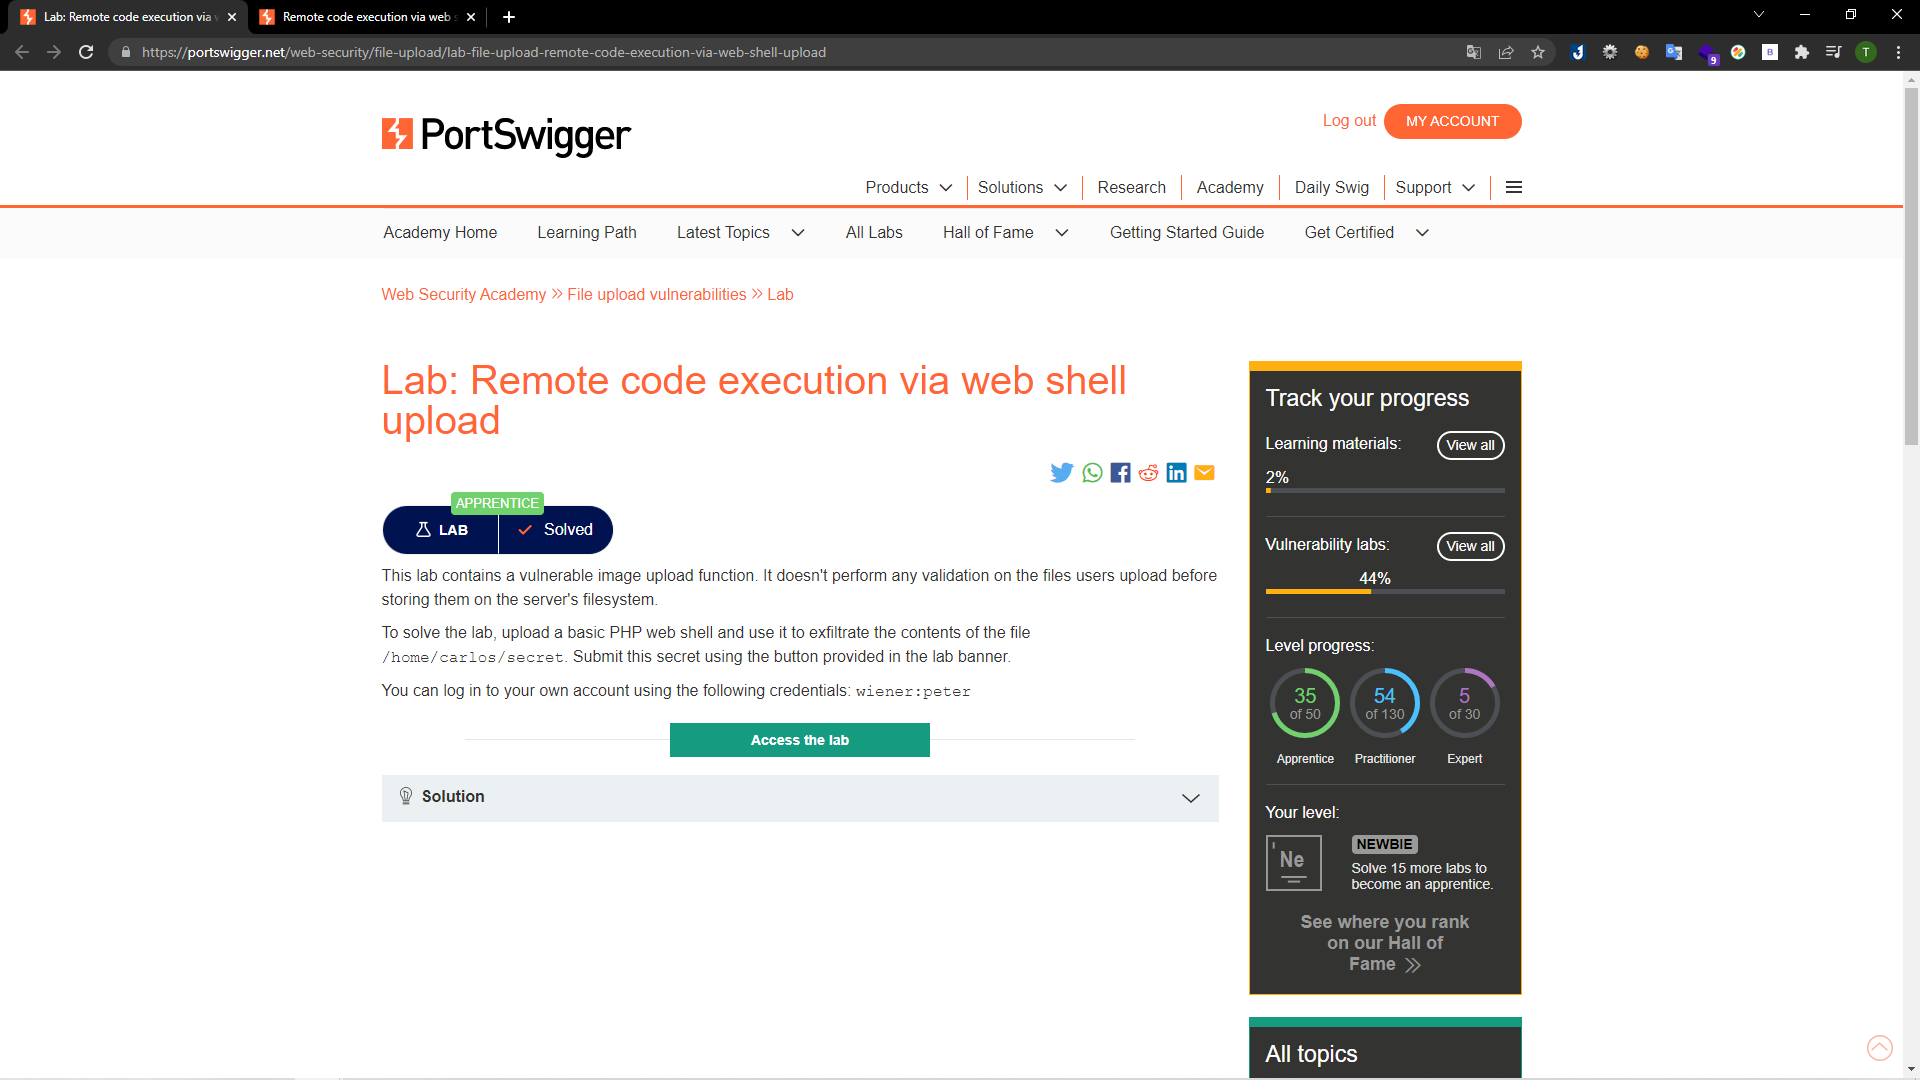 Lab: Remote code execution via w
Remote code execution via web s
https://portswigger.net/web-security/file-upload/lab-file-upload-remote-code-execution-via-web-shell-upload
9
B
T
PortSwigger
Log out
MY ACCOUNT
Products
Solutions
Research
Academy
Daily Swig
Support
Academy Home
Learning Path
Latest Topics
All Labs
Hall of Fame
Getting Started Guide
Get Certified
Web Security Academy » File upload vulnerabilities » Lab
Lab: Remote code execution via web shell
upload
APPRENTICE
LAB
Solved
This lab contains a vulnerable image upload function. It doesn't perform any validation on the files users upload before
storing them on the server's filesystem.
To solve the lab, upload a basic PHP web shell and use it to exfiltrate the contents of the file
/home/carlos/secret. Submit this secret using the button provided in the lab banner.
You can log in to your own account using the following credentials: wiener:peter
Access the lab
Solution
Track your progress
Learning materials:
View all
2%
Vulnerability labs:
View all
44%
Level progress:
35
of 50
54
of 130
5
of 30
Apprentice
Practitioner
Expert
Your level:
Ne
NEWBIE
Solve 15 more labs to
become an apprentice.
See where you rank
on our Hall of
Fame »
All topics